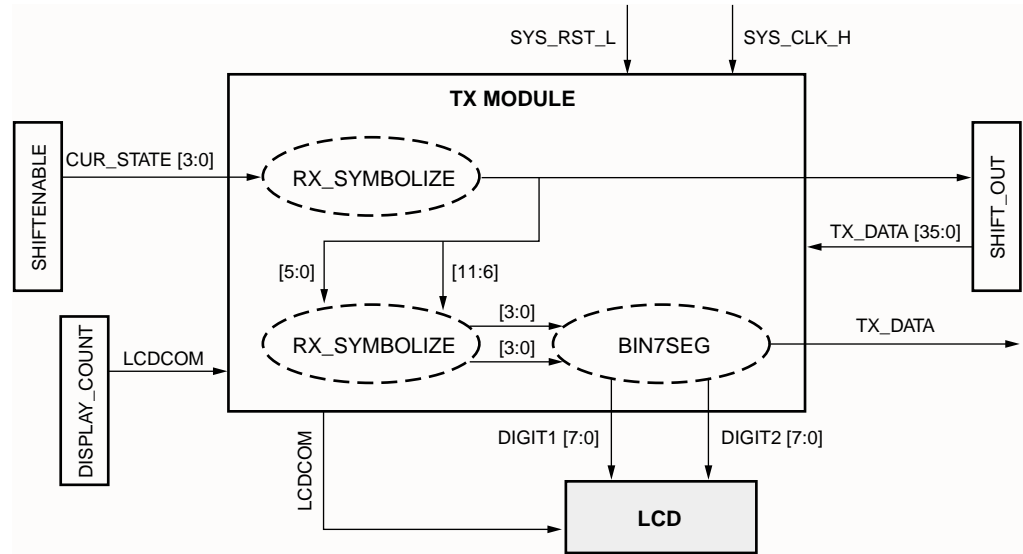 SYS_RST_L
SYS_CLK_H
TX MODULE
SHIFTENABLE
CUR_STATE [3:0]
RX_SYMBOLIZE
SHIFT_OUT
TX_DATA [35:0]
[5:0]
[11:6]
DISPLAY_COUNT
LCDCOM
RX_SYMBOLIZE
[3:0]
[3:0]
BIN7SEG
TX_DATA
LCDCOM
DIGIT1 [7:0]
DIGIT2 [7:0]
LCD